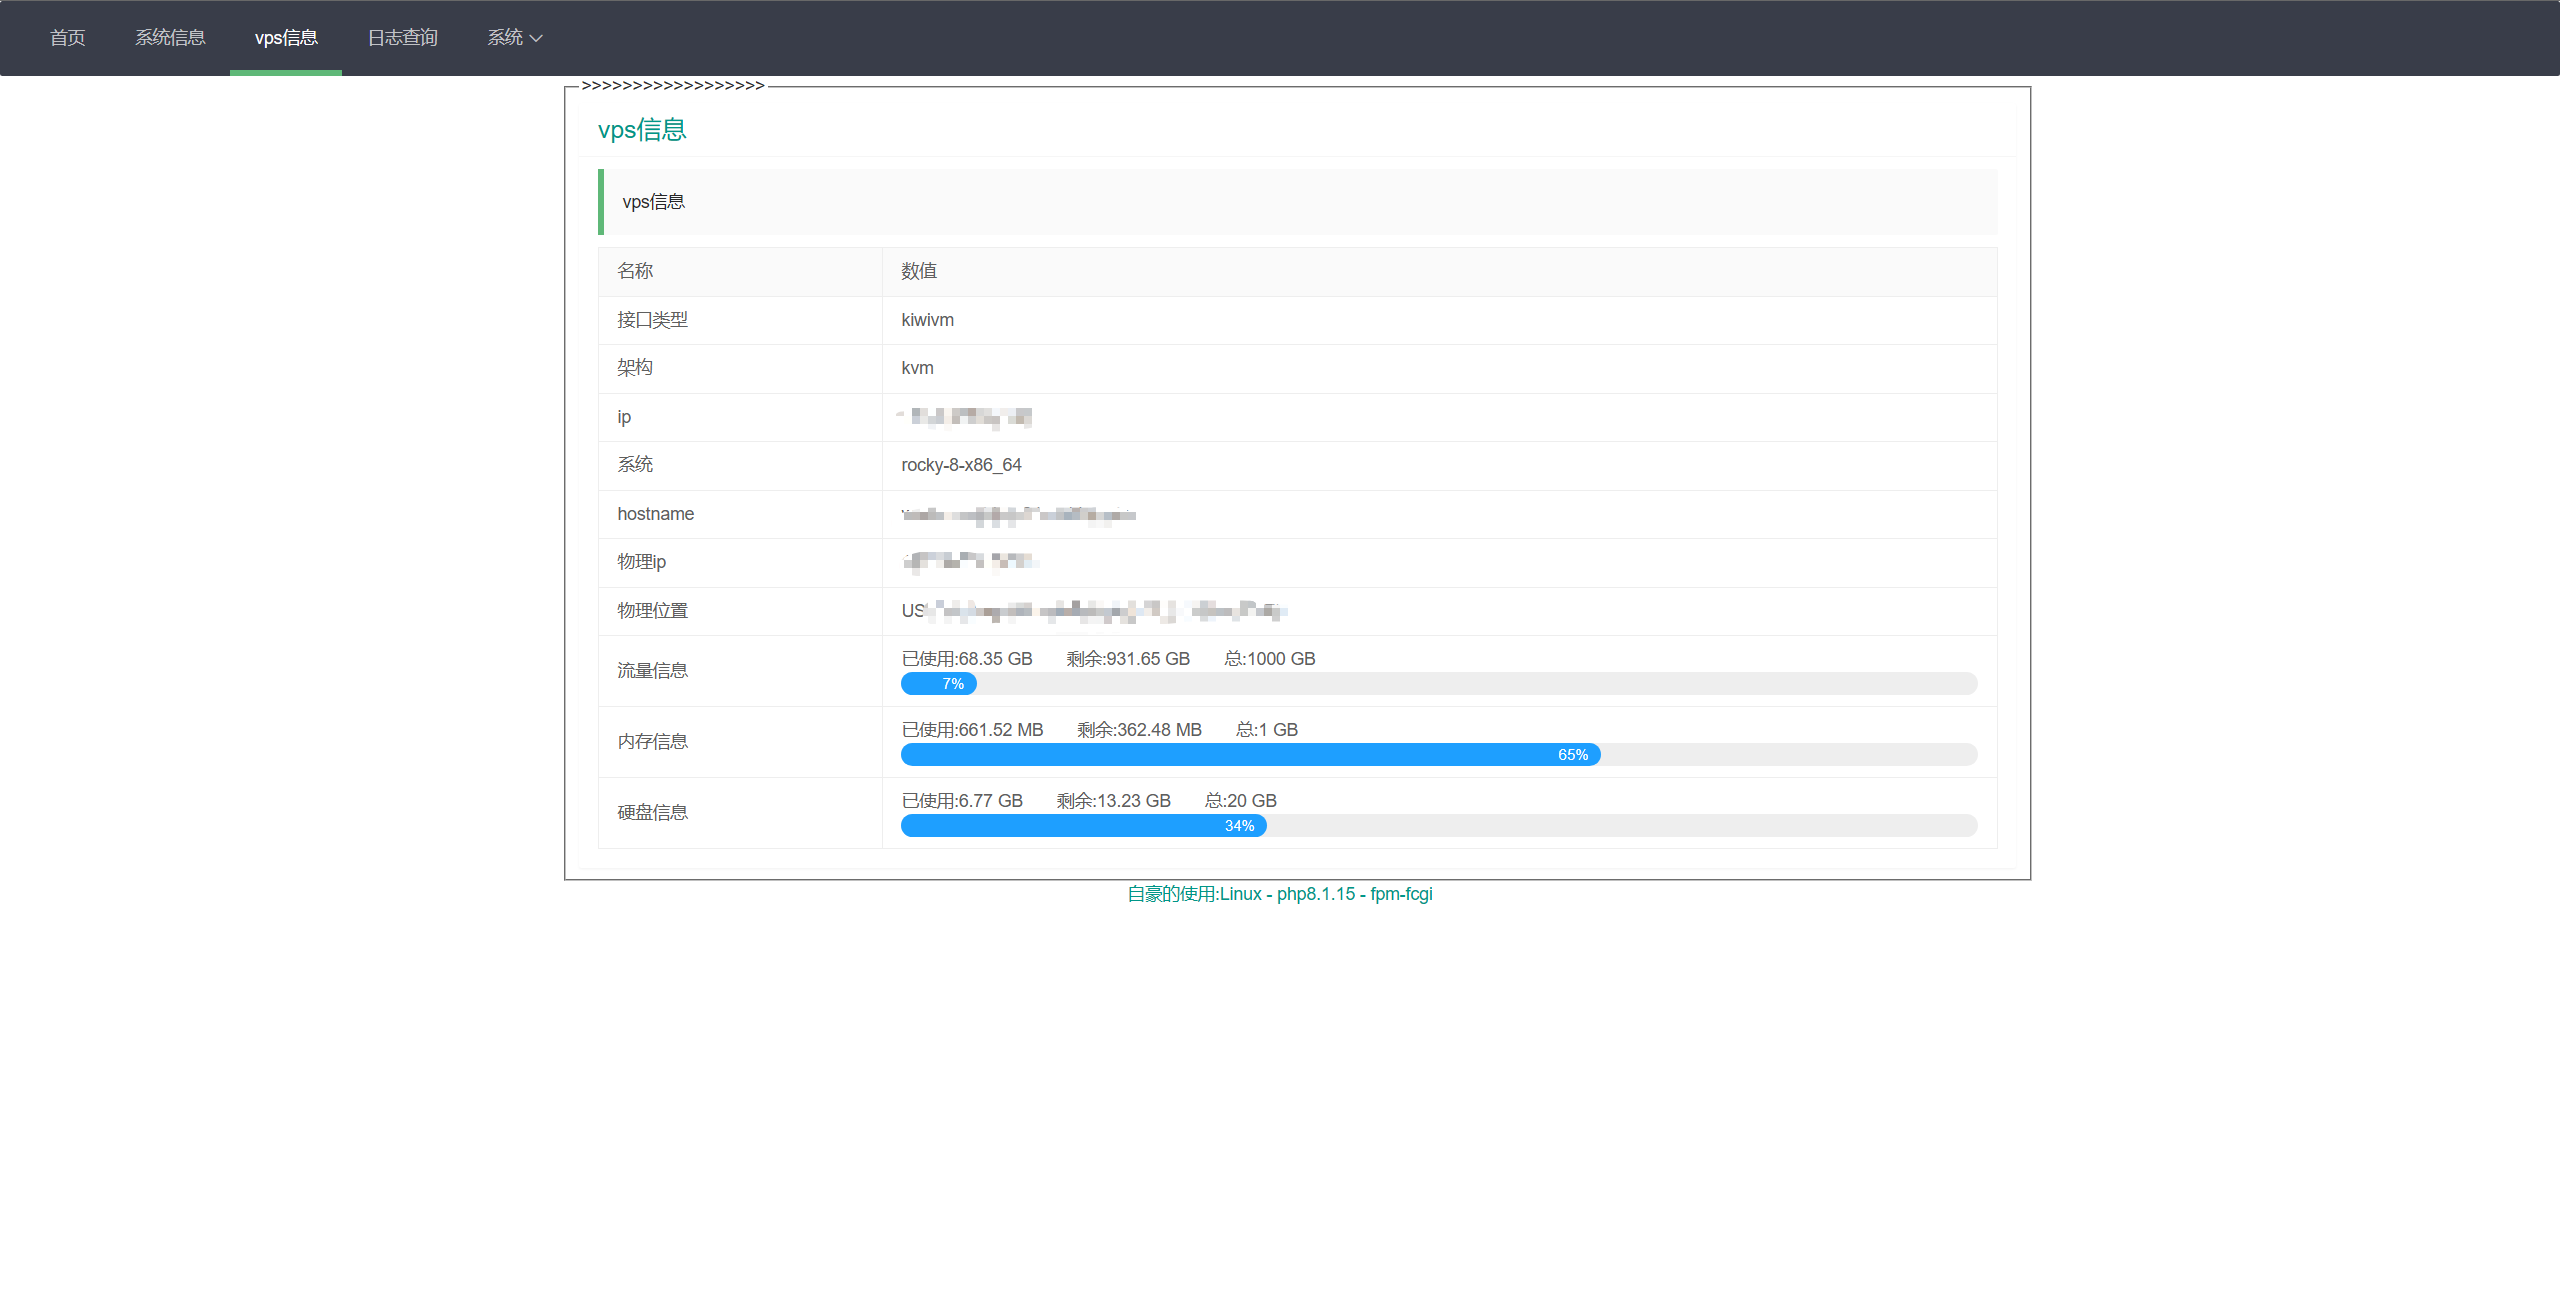 首页 系统信息 vps信息 日志查询 系统
>>>>>>>>>>>>>>>>>>
vps信息
vps信息
名称 数值
接口类型 kiwivm
架构 kvm
ip
系统 rocky-8-x86_64
hostname
物理ip
物理位置 US
流量信息 已使用:68.35 GB 剩余:931.65 GB 总:1000 GB
7%
内存信息 已使用:661.52 MB 剩余:362.48 MB 总:1 GB
65%
硬盘信息 已使用:6.77 GB 剩余:13.23 GB 总:20 GB
34%
自豪的使用:Linux - php8.1.15 - fpm-fcgi